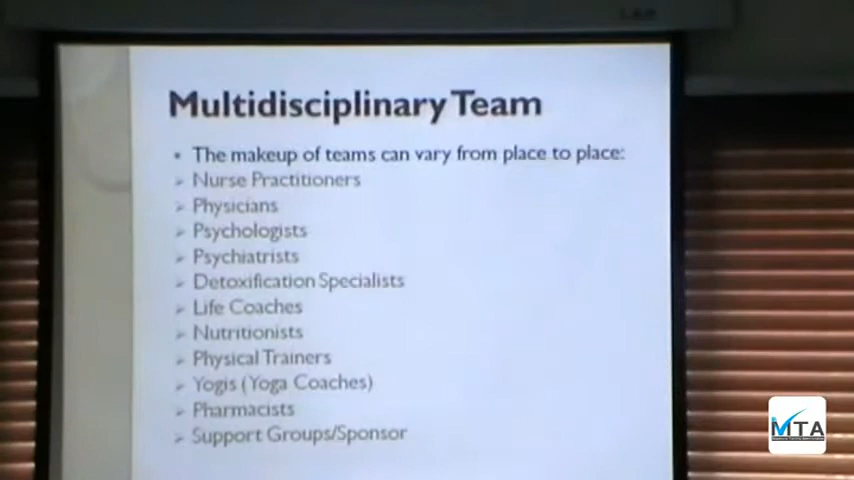 Multidisciplinary Team
• The makeup of teams can vary from place to place:
➢ Nurse Practitioners
➢ Physicians
➢ Psychologists
➢ Psychiatrists
➢ Detoxification Specialists
➢ Life Coaches
➢ Nutritionists
➢ Physical Trainers
➢ Yogis (Yoga Coaches)
➢ Pharmacists
➢ Support Groups/Sponsor
MTA